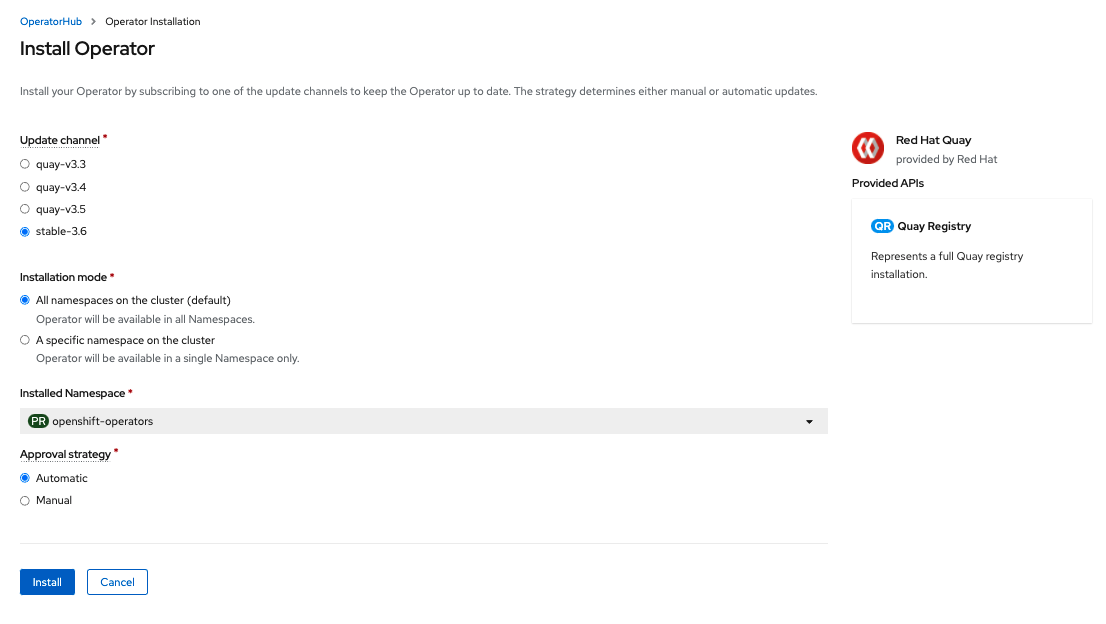 OperatorHub > Operator Installation
Install Operator
Install your Operator by subscribing to one of the update channels to keep the Operator up to date. The strategy determines either manual or automatic updates.
Update channel *
quay-v3.3
quay-v3.4
quay-v3.5
stable-3.6
Installation mode *
All namespaces on the cluster (default)
Operator will be available in all Namespaces.
A specific namespace on the cluster
Operator will be available in a single Namespace only.
Installed Namespace *
PR openshift-operators
Approval strategy *
Automatic
Manual
Install Cancel
Red Hat Quay
provided by Red Hat
Provided APIs
QR Quay Registry
Represents a full Quay registry
installation.